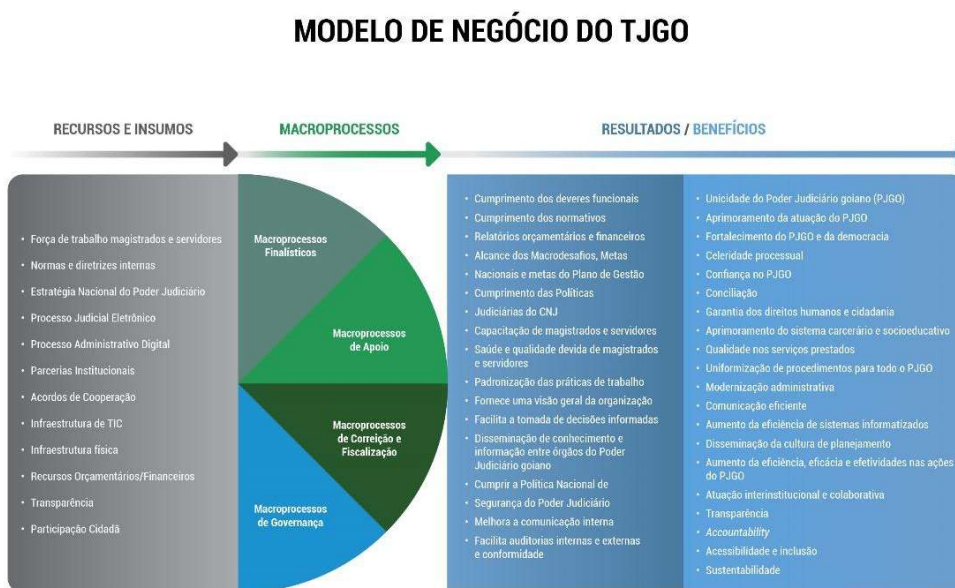 MODELO DE NEGÓCIO DO TJGO
RECURSOS E INSUMOS
MACROPROCESSOS
RESULTADOS / BENEFÍCIOS
• Força de trabalho magistrados e servidores
• Normas e diretrizes internas
• Estratégia Nacional do Poder Judiciário
• Processo Judicial Eletrônico
• Processo Administrativo Digital
• Parcerias Institucionais
• Acordos de Cooperação
• Infraestrutura de TIC
• Infraestrutura física
• Recursos Orçamentários/Financeiros
• Transparência
• Participação Cidadã
Macroprocessos
Finalísticos
Macroprocessos
de Apoio
Macroprocessos
de Correição e
Fiscalização
Macroprocessos
de Governança
• Cumprimento dos deveres funcionais
• Cumprimento dos normativos
• Relatórios orçamentários e financeiros
• Alcance dos Macrodesafios, Metas
• Nacionais e metas do Plano de Gestão
• Cumprimento das Políticas
• Judiciárias do CNJ
• Capacitação de magistrados e servidores
• Saúde e qualidade devida de magistrados
e servidores
• Padronização das práticas de trabalho
• Fornece uma visão geral da organização
• Facilita a tomada de decisões informadas
• Disseminação de conhecimento e
informação entre órgãos do Poder
Judiciário goiano
• Cumprir a Política Nacional de
• Segurança do Poder Judiciário
• Melhora a comunicação interna
• Facilita auditorias internas e externas
e conformidade
• Unicidade do Poder Judiciário goiano (PJGO)
• Aprimoramento da atuação do PJGO
• Fortalecimento do PJGO e da democracia
• Celeridade processual
• Confiança no PJGO
• Conciliação
• Garantia dos direitos humanos e cidadania
• Aprimoramento do sistema carcerário e socioeducativo
• Qualidade nos serviços prestados
• Uniformização de procedimentos para todo o PJGO
• Modernização administrativa
• Comunicação eficiente
• Aumento da eficiência de sistemas informatizados
• Disseminação da cultura de planejamento
• Aumento da eficiência, eficácia e efetividades nas ações
do PJGO
• Atuação interinstitucional e colaborativa
• Transparência
• Accountability
• Acessibilidade e inclusão
• Sustentabilidade